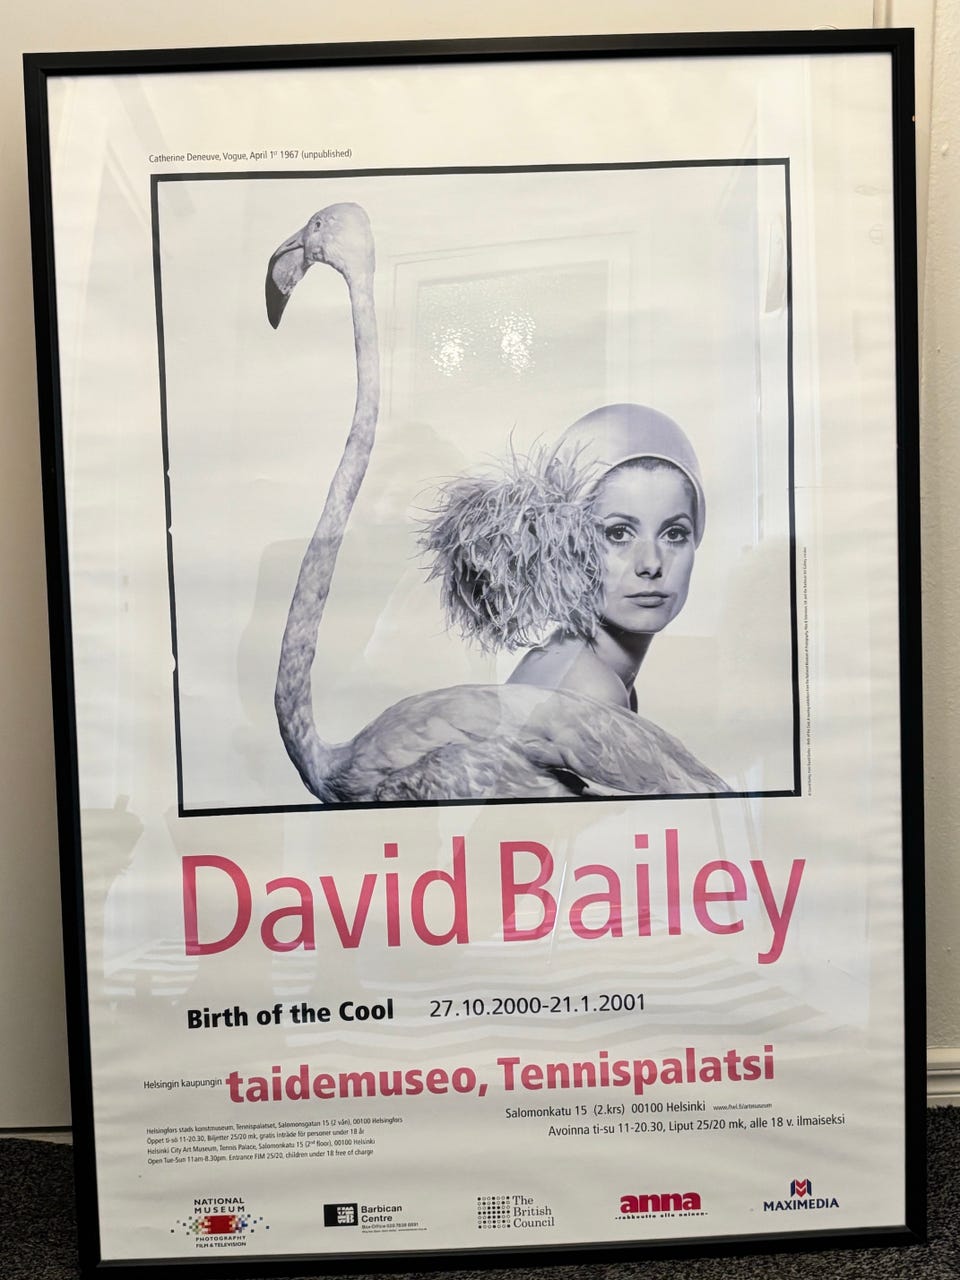 Catherine Deneuve, Vogue, April 1st 1967 (unpublished)
David Bailey
Birth of the Cool 27.10.2000-21.1.2001
Helsingin kaupungin taidemuseo, Tennispalatsi
Salomonkatu 15 (2.krs) 00100 Helsinki
Avoinna ti-su 11-20.30, Liput 25/20 mk, alle 18 v. ilmaiseksi
Helsingfors stads konstmuseum, Tennispalatset, Salomonsgatan 15 (2 vån), 00100 Helsingfors
Öppet ti-sö 11-20.30, Biljetter 25/20 mk, gratis inträde för personer under 18 år
Helsinki City Art Museum, Tennis Palace, Salomonkatu 15 (2nd floor), 00100 Helsinki
Open Tue-Sun 11am-8.30pm. Entrance FIM 25/20, children under 18 free of charge
NATIONAL
MUSEUM
PHOTOGRAPHY
FILM & TELEVISION
Barbican
Centre
The
British
Council
anna
-rohkeutta olla nainen-
MAXIMEDIA